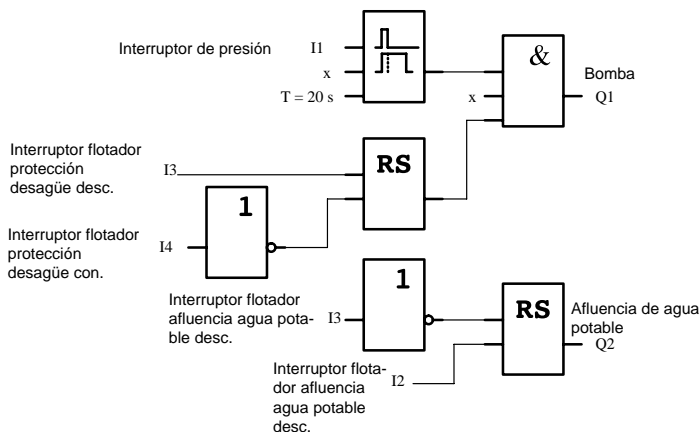 Interruptor de presión
I1
x
T = 20 s
&
x
Bomba
Q1
Interruptor flotador
protección
desagüe desc.
I3
RS
1
Interruptor flotador
protección
desagüe con.
I4
1
Interruptor flotador
afluencia agua pota-
ble desc.
I3
RS
Afluencia de agua
potable
Q2
Interruptor flota-
dor afluencia
agua potable
desc.
I2